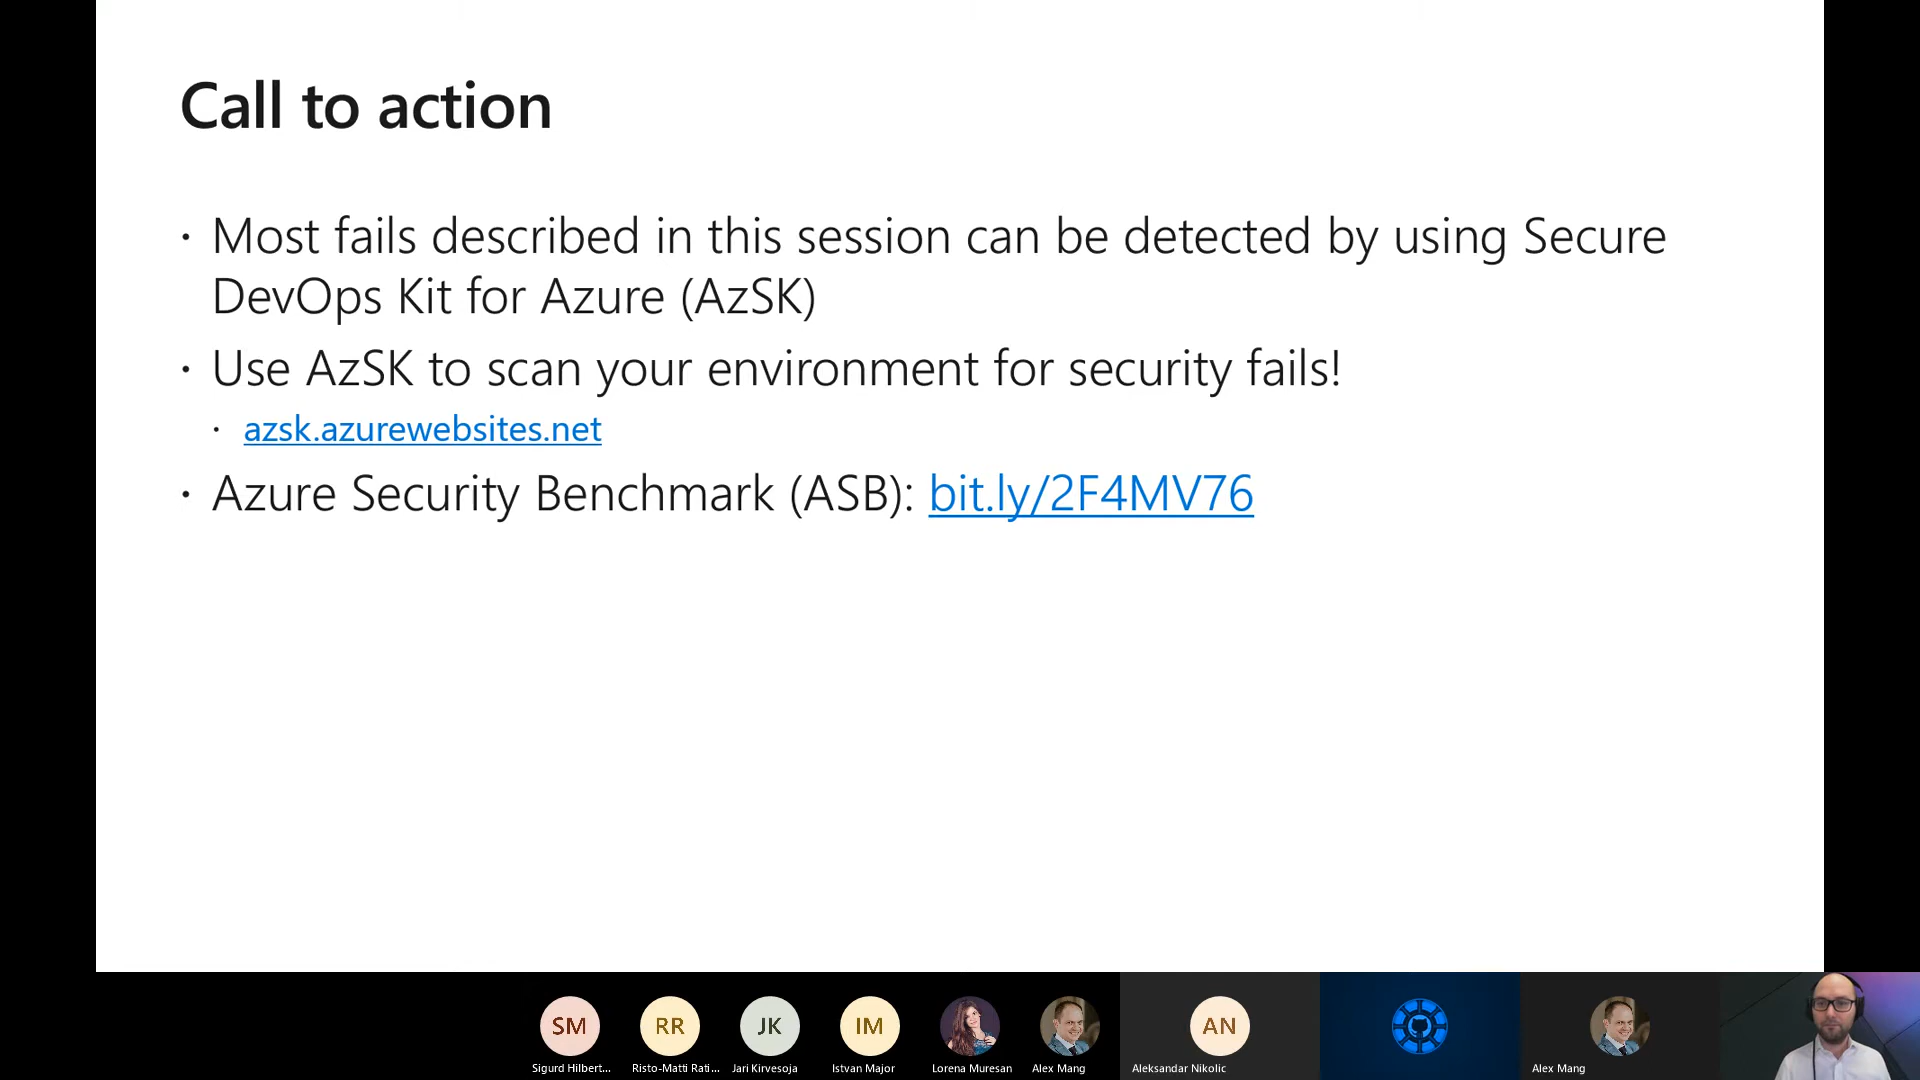 Call to action
· Most fails described in this session can be detected by using Secure
DevOps Kit for Azure (AzSK)
· Use AzSK to scan your environment for security fails!
· azsk.azurewebsites.net
· Azure Security Benchmark (ASB): bit.ly/2F4MV76
SM RR JK IM AN
Sigurd Hilbert... Risto-Matti Rati... Jari Kirvesoja Istvan Major Lorena Muresan Alex Mang Aleksandar Nikolic Alex Mang